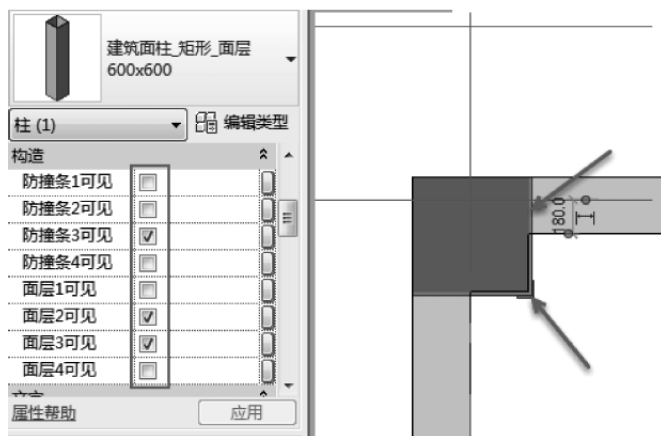 建筑面柱_矩形_面层
600x600
柱 (1)
编辑类型
构造
防撞条1可见
防撞条2可见
防撞条3可见
防撞条4可见
面层1可见
面层2可见
面层3可见
面层4可见
属性帮助
应用
180.0